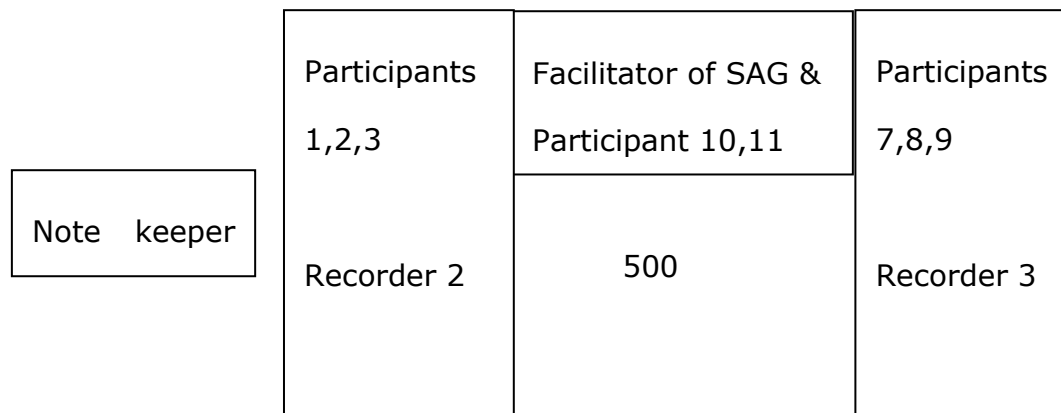 Participants
1,2,3
Facilitator of SAG &
Participant 10,11
Participants
7,8,9
Note keeper
Recorder 2
500
Recorder 3